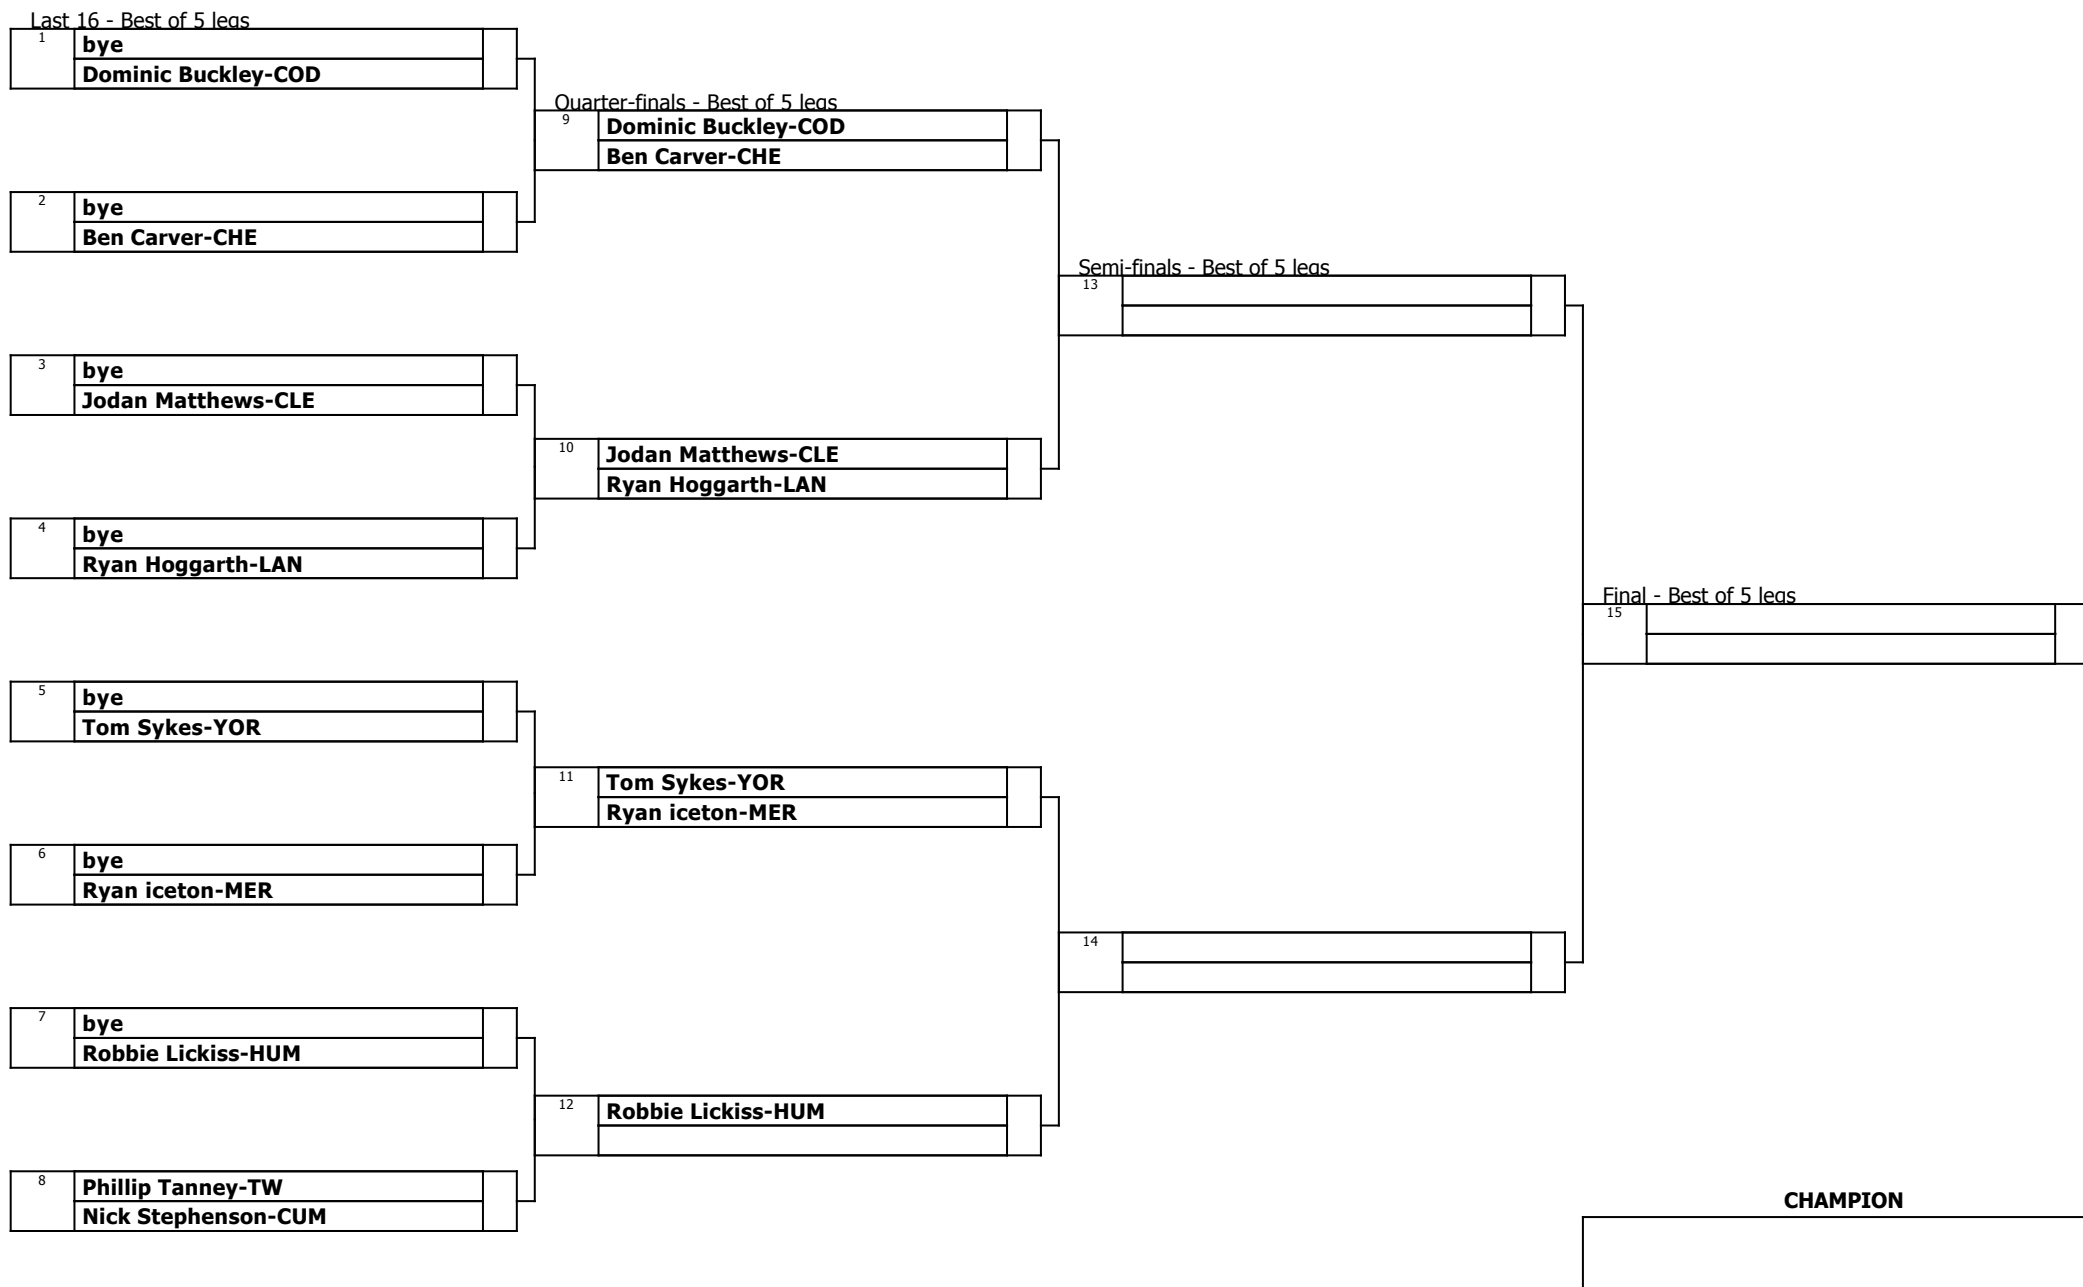 Last 16 - Best of 5 legs
1
bye
Dominic Buckley-COD
2
bye
Ben Carver-CHE
3
bye
Jodan Matthews-CLE
4
bye
Ryan Hoggarth-LAN
5
bye
Tom Sykes-YOR
6
bye
Ryan iceton-MER
7
bye
Robbie Lickiss-HUM
8
Phillip Tanney-TW
Nick Stephenson-CUM
Quarter-finals - Best of 5 legs
9
Dominic Buckley-COD
Ben Carver-CHE
10
Jodan Matthews-CLE
Ryan Hoggarth-LAN
11
Tom Sykes-YOR
Ryan iceton-MER
12
Robbie Lickiss-HUM
Semi-finals - Best of 5 legs
13
14
Final - Best of 5 legs
15
CHAMPION